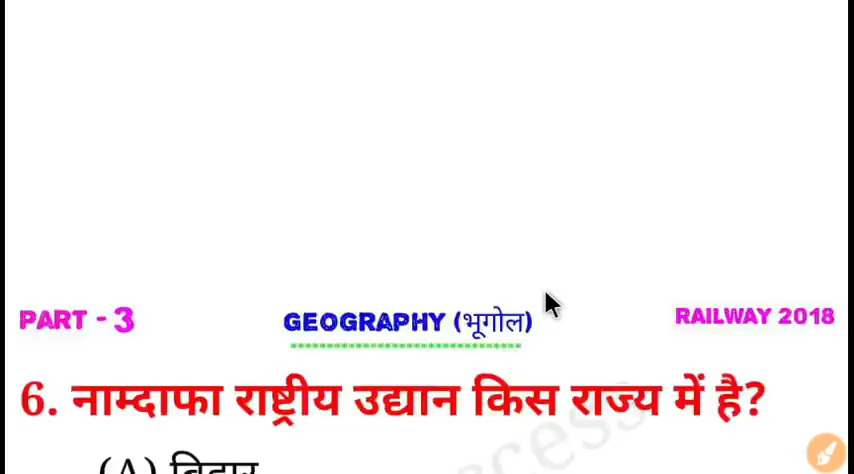 PART - 3 GEOGRAPHY (भूगोल) RAILWAY 2018
6. नाम्दाफा राष्ट्रीय उद्यान किस राज्य में है?
(A) बिहार